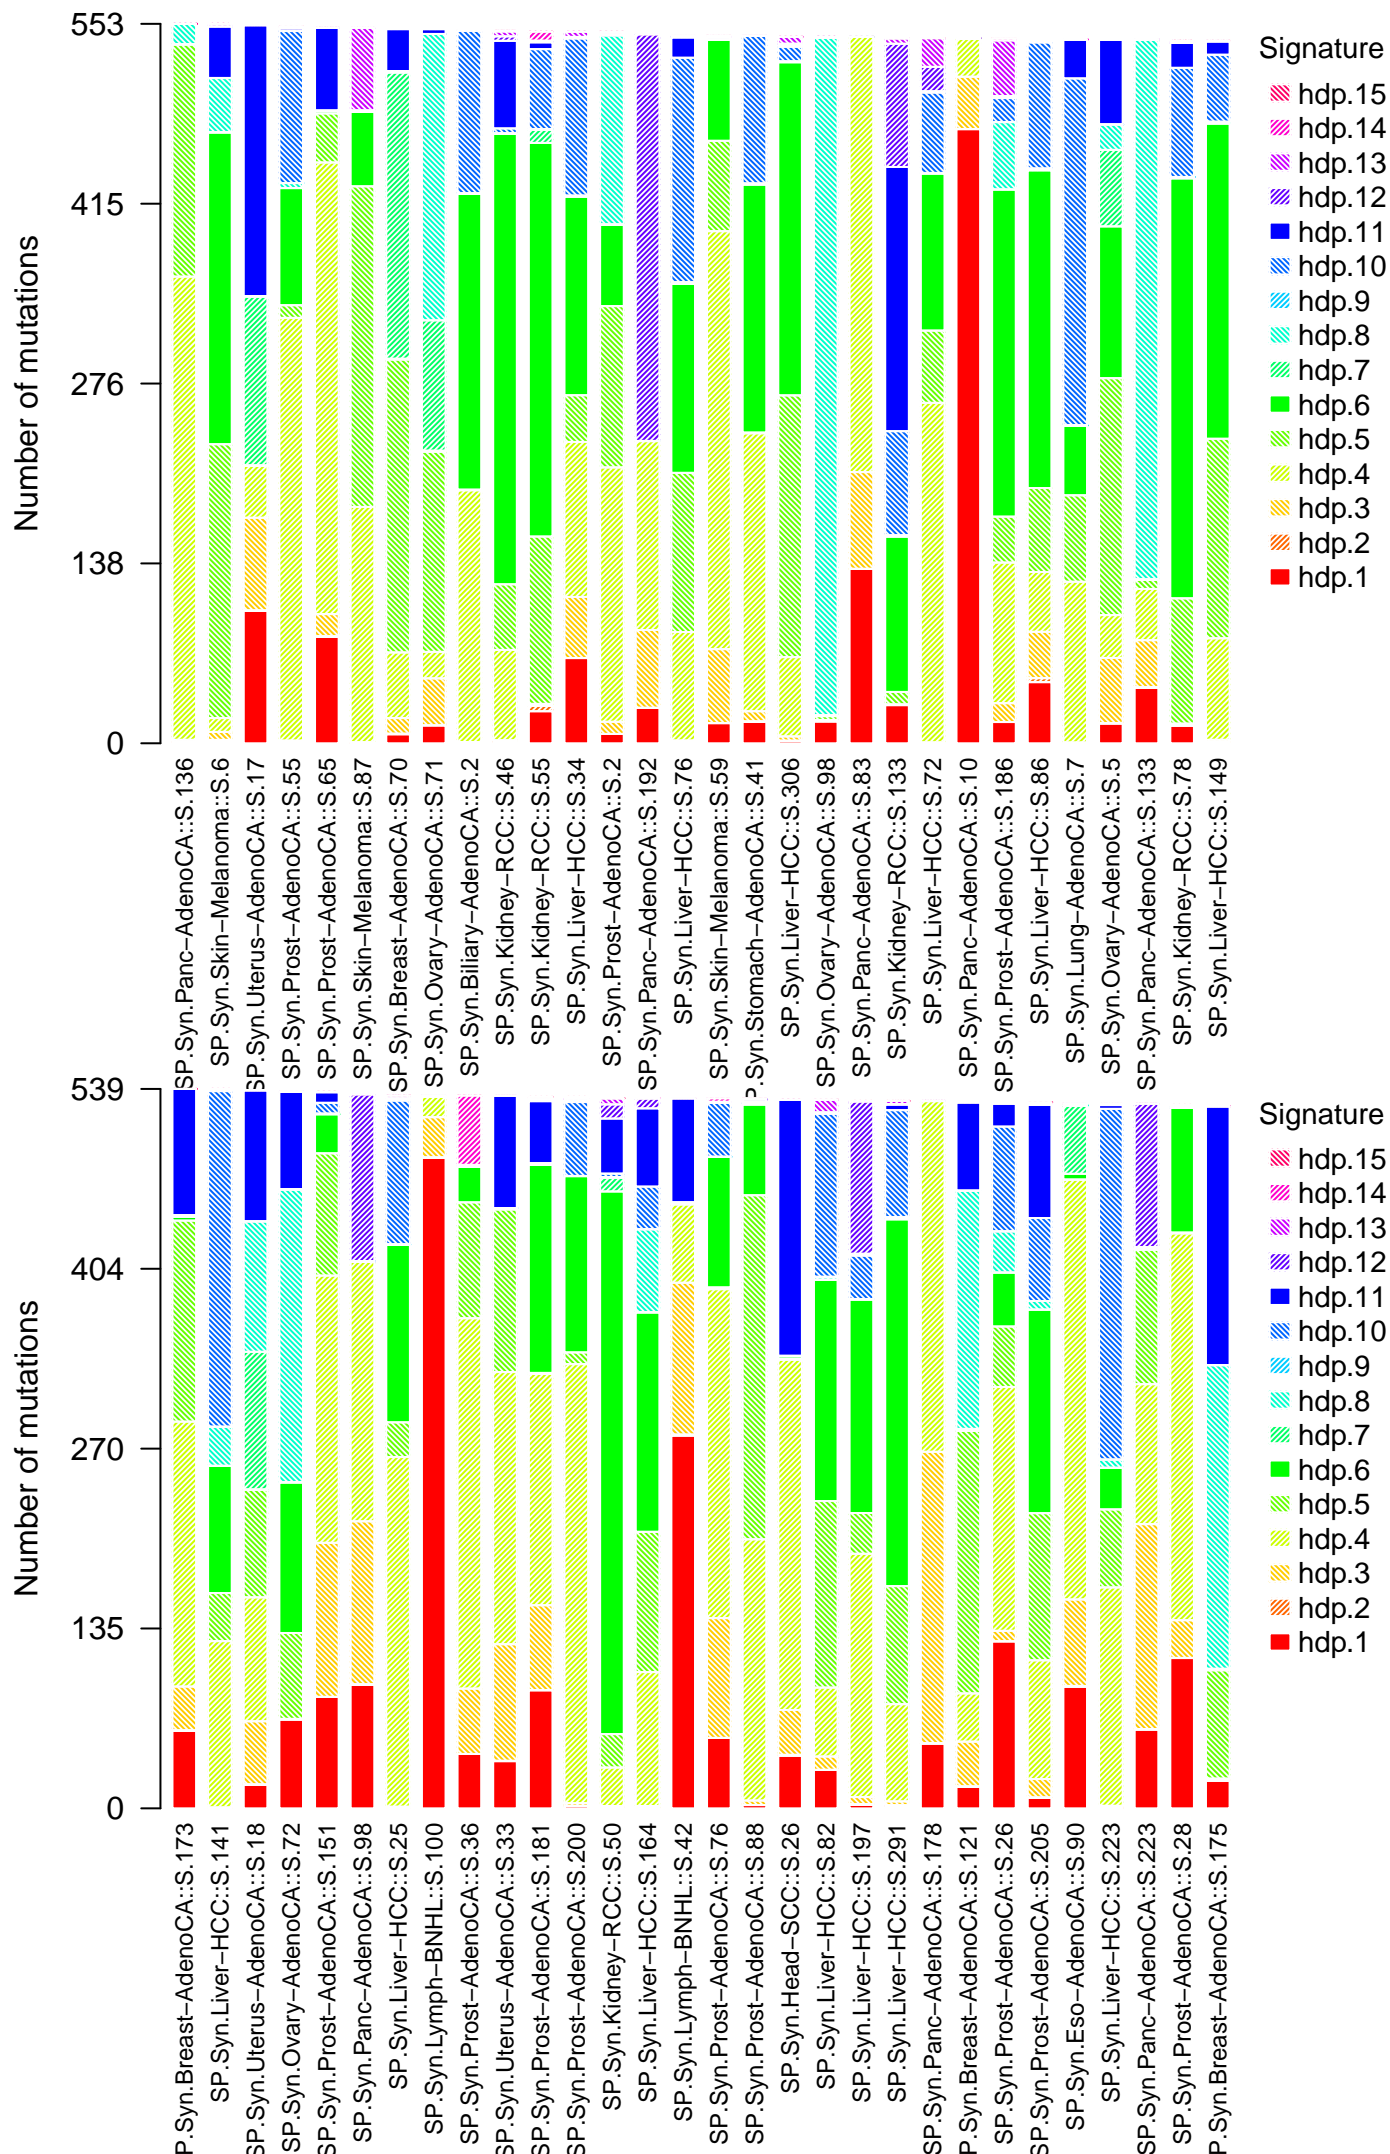 Number of mutations
553
415
276
138
0
Signature
hdp.15
hdp.14
hdp.13
hdp.12
hdp.11
hdp.10
hdp.9
hdp.8
hdp.7
hdp.6
hdp.5
hdp.4
hdp.3
hdp.2
hdp.1
SP.Syn.Panc−AdenoCA::S.136
SP.Syn.Skin−Melanoma::S.6
SP.Syn.Uterus−AdenoCA::S.17
SP.Syn.Prost−AdenoCA::S.55
SP.Syn.Prost−AdenoCA::S.65
SP.Syn.Skin−Melanoma::S.87
SP.Syn.Breast−AdenoCA::S.70
SP.Syn.Ovary−AdenoCA::S.71
SP.Syn.Biliary−AdenoCA::S.2
SP.Syn.Kidney−RCC::S.46
SP.Syn.Kidney−RCC::S.55
SP.Syn.Liver−HCC::S.34
SP.Syn.Prost−AdenoCA::S.2
SP.Syn.Panc−AdenoCA::S.192
SP.Syn.Liver−HCC::S.76
SP.Syn.Skin−Melanoma::S.59
P.Syn.Stomach−AdenoCA::S.41
SP.Syn.Liver−HCC::S.306
SP.Syn.Ovary−AdenoCA::S.98
SP.Syn.Panc−AdenoCA::S.83
SP.Syn.Kidney−RCC::S.133
SP.Syn.Liver−HCC::S.72
SP.Syn.Panc−AdenoCA::S.10
SP.Syn.Prost−AdenoCA::S.186
SP.Syn.Liver−HCC::S.86
SP.Syn.Lung−AdenoCA::S.7
SP.Syn.Ovary−AdenoCA::S.5
SP.Syn.Panc−AdenoCA::S.133
SP.Syn.Kidney−RCC::S.78
SP.Syn.Liver−HCC::S.149
Number of mutations
539
404
270
135
0
Signature
hdp.15
hdp.14
hdp.13
hdp.12
hdp.11
hdp.10
hdp.9
hdp.8
hdp.7
hdp.6
hdp.5
hdp.4
hdp.3
hdp.2
hdp.1
P.Syn.Breast−AdenoCA::S.173
SP.Syn.Liver−HCC::S.141
SP.Syn.Uterus−AdenoCA::S.18
SP.Syn.Ovary−AdenoCA::S.72
SP.Syn.Prost−AdenoCA::S.151
SP.Syn.Panc−AdenoCA::S.98
SP.Syn.Liver−HCC::S.25
SP.Syn.Lymph−BNHL::S.100
SP.Syn.Prost−AdenoCA::S.36
SP.Syn.Uterus−AdenoCA::S.33
SP.Syn.Prost−AdenoCA::S.181
SP.Syn.Prost−AdenoCA::S.200
SP.Syn.Kidney−RCC::S.50
SP.Syn.Liver−HCC::S.164
SP.Syn.Lymph−BNHL::S.42
SP.Syn.Prost−AdenoCA::S.76
SP.Syn.Prost−AdenoCA::S.88
SP.Syn.Head−SCC::S.26
SP.Syn.Liver−HCC::S.82
SP.Syn.Liver−HCC::S.197
SP.Syn.Liver−HCC::S.291
SP.Syn.Panc−AdenoCA::S.178
SP.Syn.Breast−AdenoCA::S.121
SP.Syn.Prost−AdenoCA::S.26
SP.Syn.Prost−AdenoCA::S.205
SP.Syn.Eso−AdenoCA::S.90
SP.Syn.Liver−HCC::S.223
SP.Syn.Panc−AdenoCA::S.223
SP.Syn.Prost−AdenoCA::S.28
SP.Syn.Breast−AdenoCA::S.175